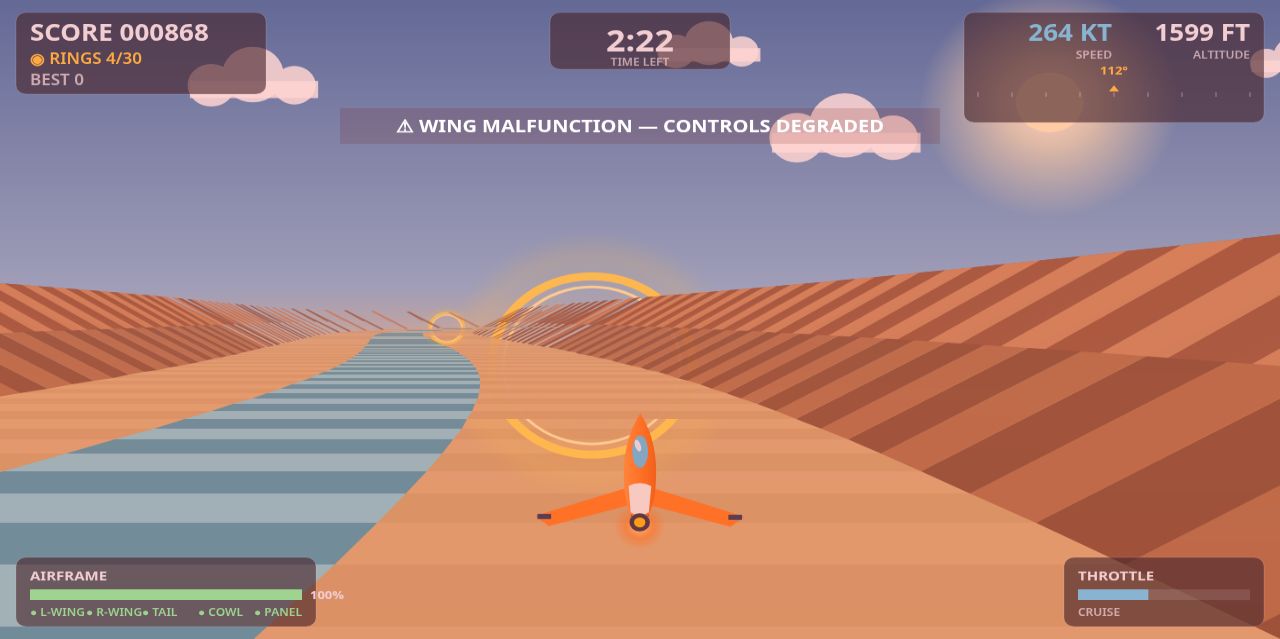 SCORE 000868
◉ RINGS 4/30
BEST 0
2:22
TIME LEFT
264 KT
SPEED
1599 FT
ALTITUDE
112°
⚠ WING MALFUNCTION — CONTROLS DEGRADED
AIRFRAME
100%
● L-WING ● R-WING ● TAIL ● COWL ● PANEL
THROTTLE
CRUISE